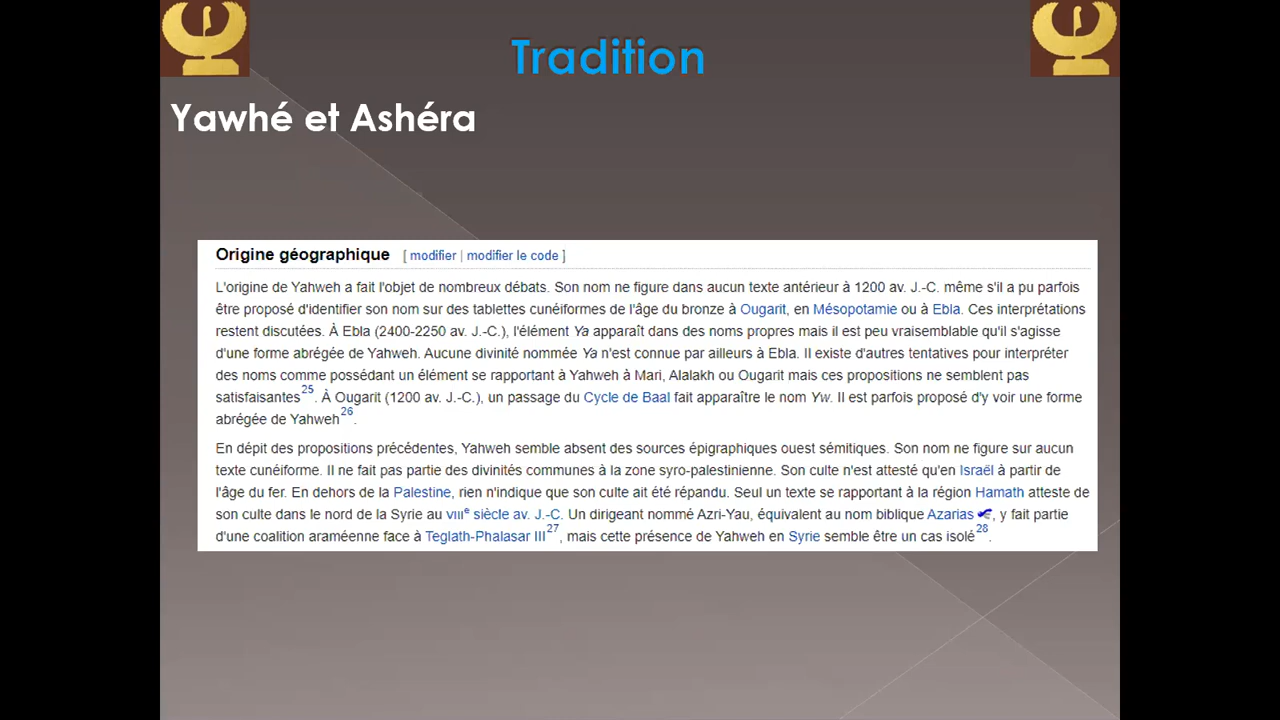 Tradition
Yawhé et Ashéra
Origine géographique [ modifier | modifier le code ]
L'origine de Yahweh a fait l'objet de nombreux débats. Son nom ne figure dans aucun texte antérieur à 1200 av. J.-C. même s'il a pu parfois
être proposé d'identifier son nom sur des tablettes cunéiformes de l'âge du bronze à Ougarit, en Mésopotamie ou à Ebla. Ces interprétations
restent discutées. À Ebla (2400-2250 av. J.-C.), l'élément Ya apparaît dans des noms propres mais il est peu vraisemblable qu'il s'agisse
d'une forme abrégée de Yahweh. Aucune divinité nommée Ya n'est connue par ailleurs à Ebla. Il existe d'autres tentatives pour interpréter
des noms comme possédant un élément se rapportant à Yahweh à Mari, Alalakh ou Ougarit mais ces propositions ne semblent pas
satisfaisantes25. À Ougarit (1200 av. J.-C.), un passage du Cycle de Baal fait apparaître le nom Yw. Il est parfois proposé d'y voir une forme
abrégée de Yahweh26.
En dépit des propositions précédentes, Yahweh semble absent des sources épigraphiques ouest sémitiques. Son nom ne figure sur aucun
texte cunéiforme. Il ne fait pas partie des divinités communes à la zone syro-palestinienne. Son culte n'est attesté qu'en Israël à partir de
l'âge du fer. En dehors de la Palestine, rien n'indique que son culte ait été répandu. Seul un texte se rapportant à la région Hamath atteste de
son culte dans le nord de la Syrie au VIIIe siècle av. J.-C. Un dirigeant nommé Azri-Yau, équivalent au nom biblique Azarias, y fait partie
d'une coalition araméenne face à Teglath-Phalasar III27, mais cette présence de Yahweh en Syrie semble être un cas isolé28.